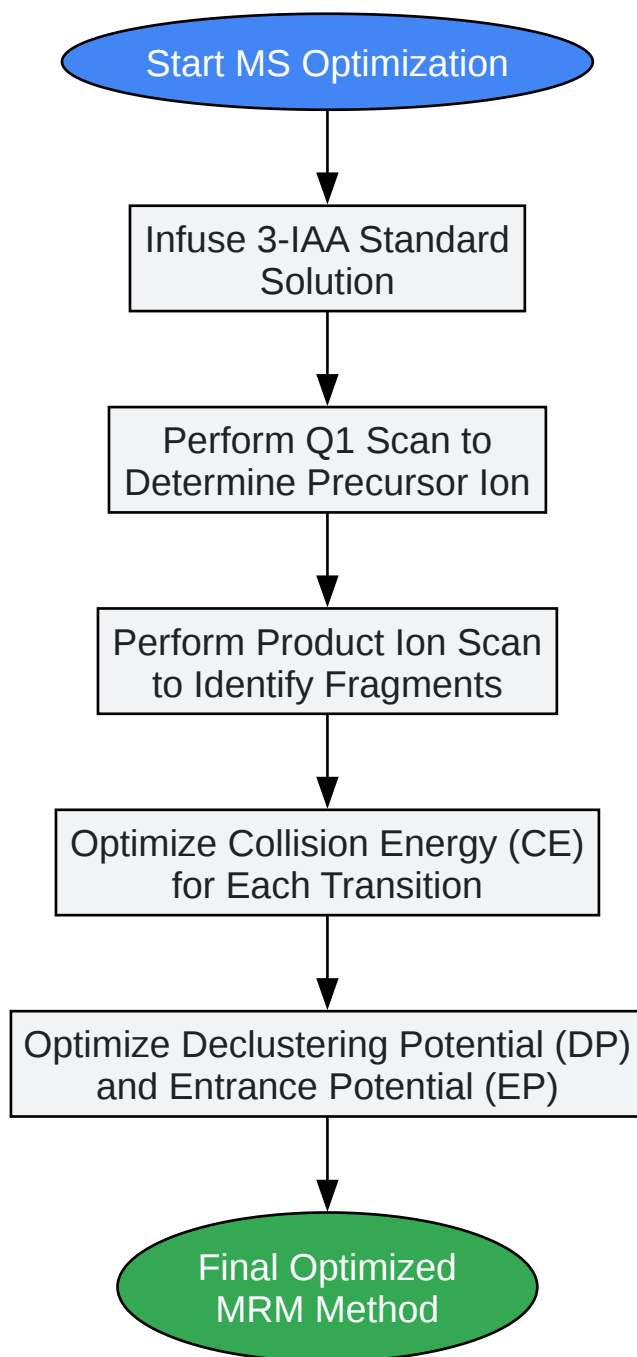 Start MS Optimization
Infuse 3-IAA Standard
Solution
Perform Q1 Scan to
Determine Precursor Ion
Perform Product Ion Scan
to Identify Fragments
Optimize Collision Energy (CE)
for Each Transition
Optimize Declustering Potential (DP)
and Entrance Potential (EP)
Final Optimized
MRM Method